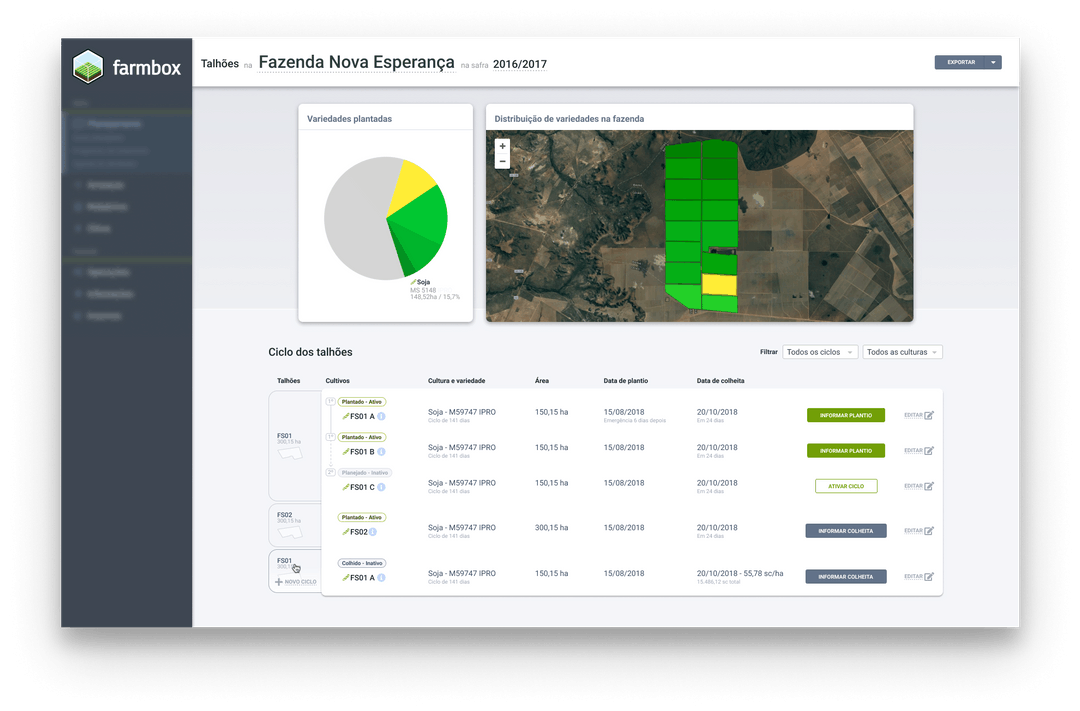 farmbox
Talhões na Fazenda Nova Esperança na safra 2016/2017
EXPORTAR
Variedades plantadas
Soja
MS 5148
148,52ha / 15,7%
Distribuição de variedades na fazenda
+
−
Ciclo dos talhões
Filtrar Todos os ciclos Todos as culturas
Talhões Cultivos Cultura e variedade Área Data de plantio Data de colheita
FS01
300,15 ha
1º Plantado - Ativo
FS01 A
Soja - M59747 IPRO
Ciclo de 141 dias
150,15 ha
15/08/2018
Emergência 6 dias depois
20/10/2018
Em 24 dias
INFORMAR PLANTIO
EDITAR
1º Plantado - Ativo
FS01 B
Soja - M59747 IPRO
Ciclo de 141 dias
150,15 ha
15/08/2018
20/10/2018
Em 24 dias
INFORMAR PLANTIO
EDITAR
2º Planejado - Inativo
FS01 C
Soja - M59747 IPRO
Ciclo de 141 dias
150,15 ha
15/08/2018
20/10/2018
Em 24 dias
ATIVAR CICLO
EDITAR
FS02
300,15 ha
Plantado - Ativo
FS02
Soja - M59747 IPRO
Ciclo de 141 dias
300,15 ha
15/08/2018
20/10/2018
Em 24 dias
INFORMAR COLHEITA
EDITAR
FS01
+ NOVO CICLO
Colhido - Inativo
FS01 A
Soja - M59747 IPRO
Ciclo de 141 dias
150,15 ha
15/08/2018
20/10/2018 - 55,78 sc/ha
15.486,12 sc total
INFORMAR COLHEITA
EDITAR